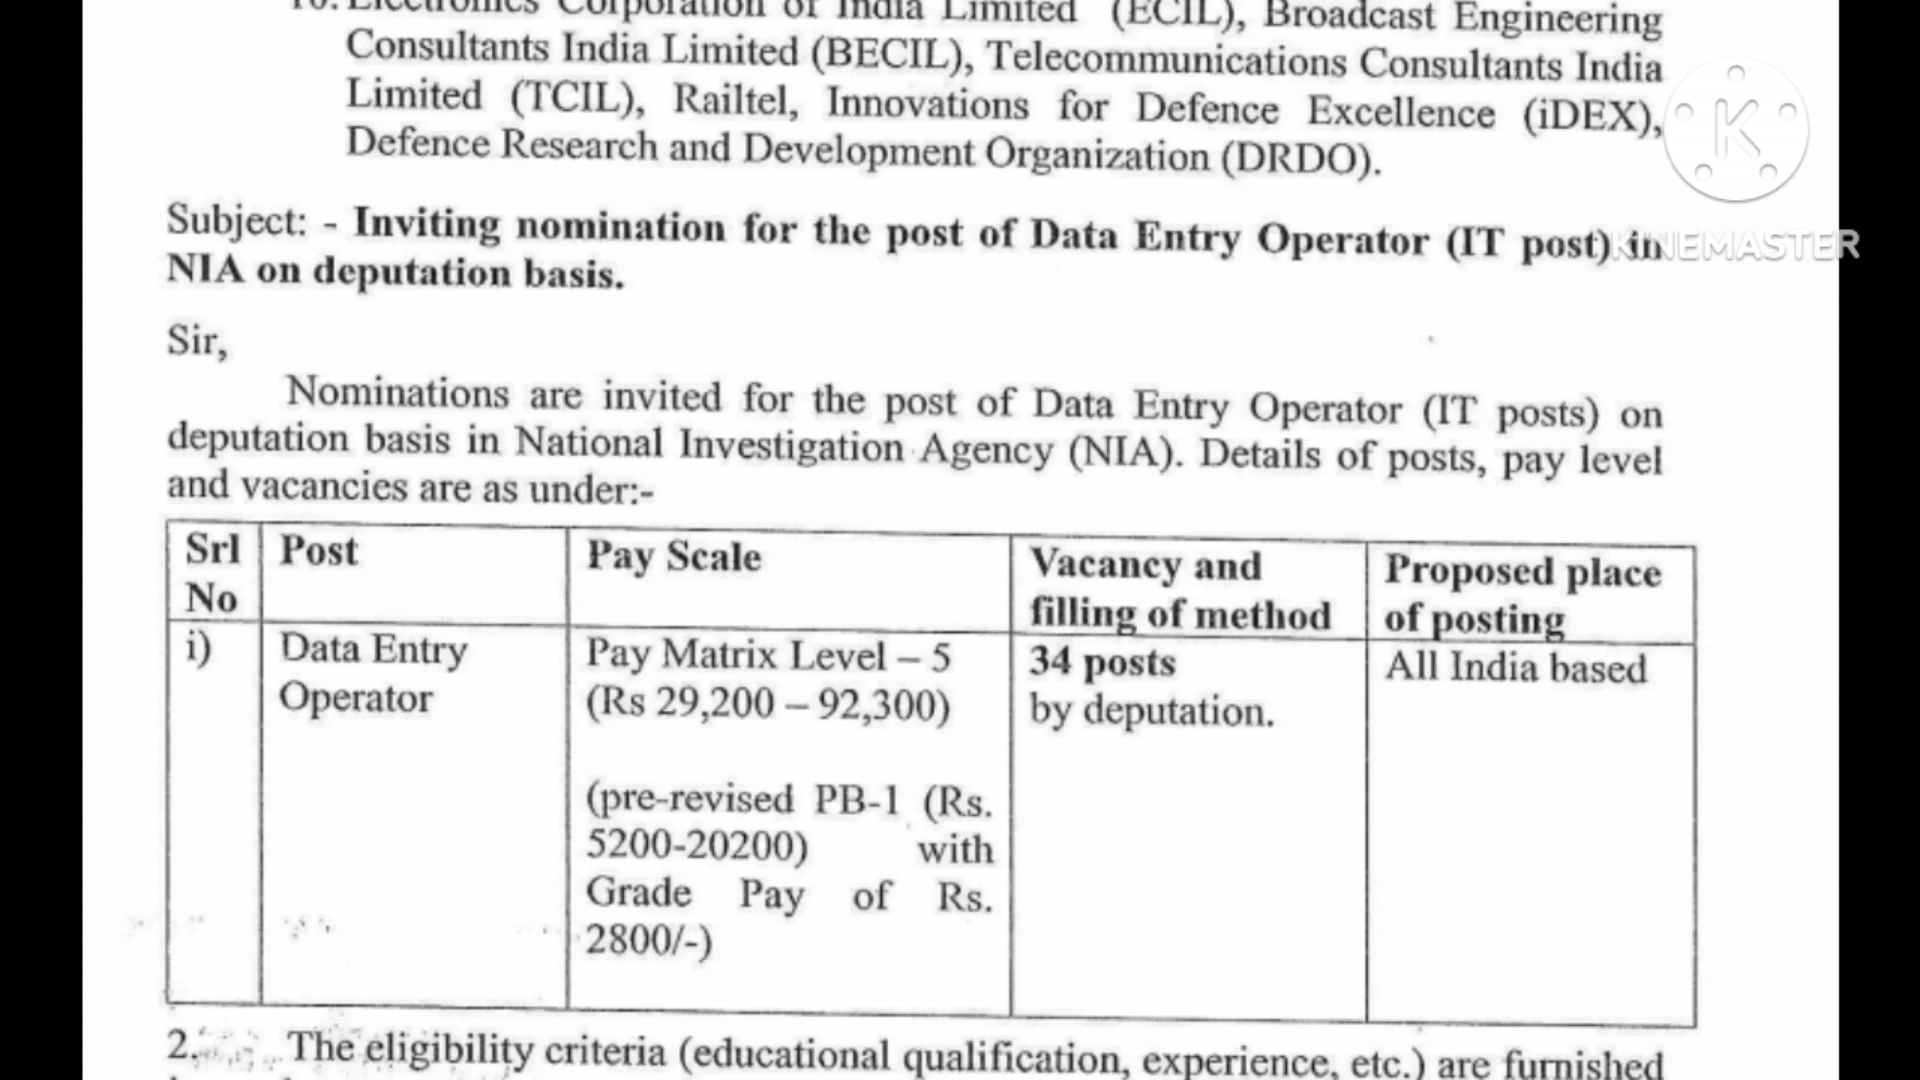 Electronics Corporation of India Limited (ECIL), Broadcast Engineering
Consultants India Limited (BECIL), Telecommunications Consultants India
Limited (TCIL), Railtel, Innovations for Defence Excellence (iDEX),
Defence Research and Development Organization (DRDO).
K
KINEMASTER
Subject: - Inviting nomination for the post of Data Entry Operator (IT post) in
NIA on deputation basis.
Sir,
Nominations are invited for the post of Data Entry Operator (IT posts) on
deputation basis in National Investigation Agency (NIA). Details of posts, pay level
and vacancies are as under:-
Srl No
Post
Pay Scale
Vacancy and
filling of method
Proposed place
of posting
i)
Data Entry
Operator
Pay Matrix Level – 5
(Rs 29,200 – 92,300)
(pre-revised PB-1 (Rs.
5200-20200) with
Grade Pay of Rs.
2800/-)
34 posts
by deputation.
All India based
2. The eligibility criteria (educational qualification, experience, etc.) are furnished